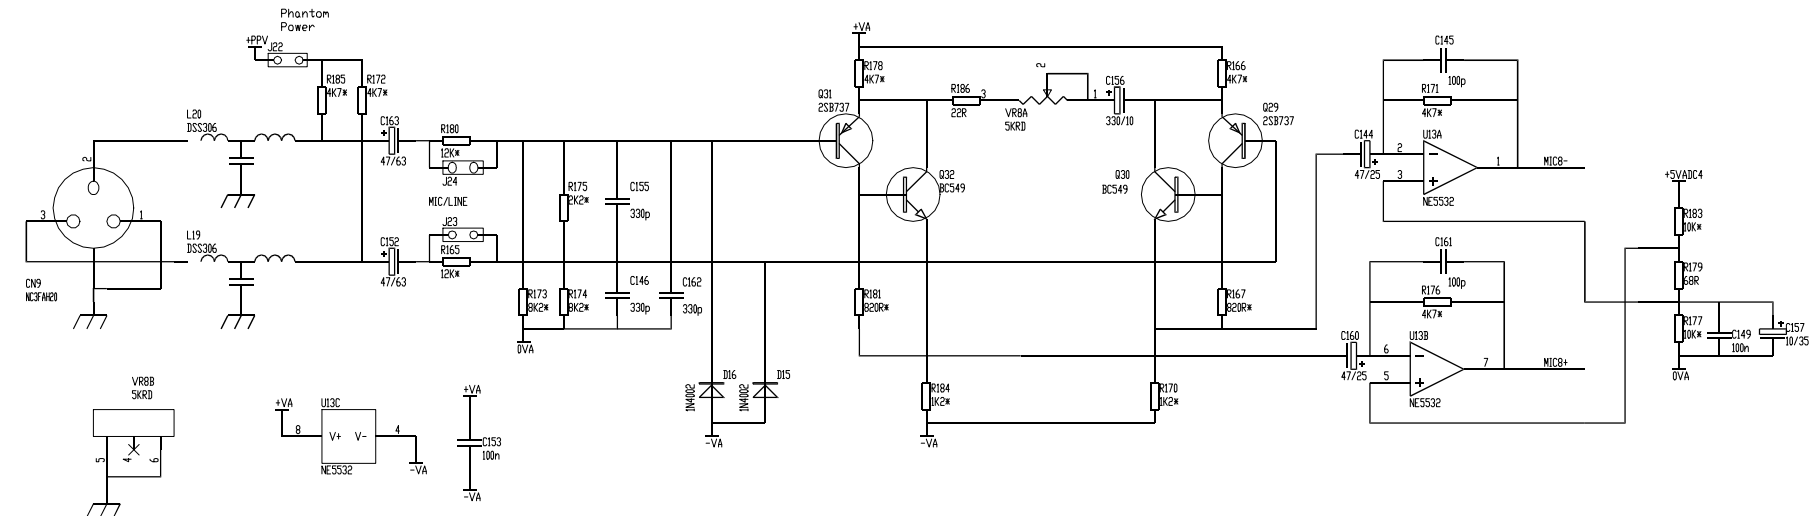 Phantom
Power
+PPV
J22
R185
4K7*
R172
4K7*
L20
DSS306
2
3
1
CN9
NC3FAH20
L19
DSS306
C163
47/63
R180
12K*
J24
MIC/LINE
J23
C152
47/63
R165
12K*
R175
2K2*
C155
330p
R173
8K2*
R174
8K2*
C146
330p
C162
330p
0VA
D16
1N4002
D15
1N4002
-VA
+VA
R178
4K7*
Q31
2SB737
Q32
BC549
R186
22R
3
2
1
VR8A
5KRD
C156
330/10
R166
4K7*
Q29
2SB737
Q30
BC549
R181
820R*
R167
820R*
R184
1K2*
R170
1K2*
-VA
C145
100p
R171
4K7*
C144
47/25
U13A
2
3
1
NE5532
MIC8-
C161
100p
R176
4K7*
C160
47/25
U13B
6
5
7
NE5532
MIC8+
+5VADC4
R183
10K*
R179
68R
R177
10K*
C149
100n
C157
10/35
0VA
VR8B
5KRD
5
4
6
+VA
U13C
8
V+
V-
4
NE5532
-VA
+VA
C153
100n
-VA